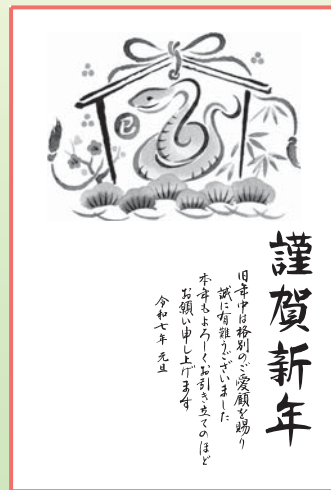 巳
謹賀新年
旧年中は格別のご愛顧を賜り
誠に有難うございました
本年もよろしくお引き立てのほど
お願い申し上げます
令和七年 元旦